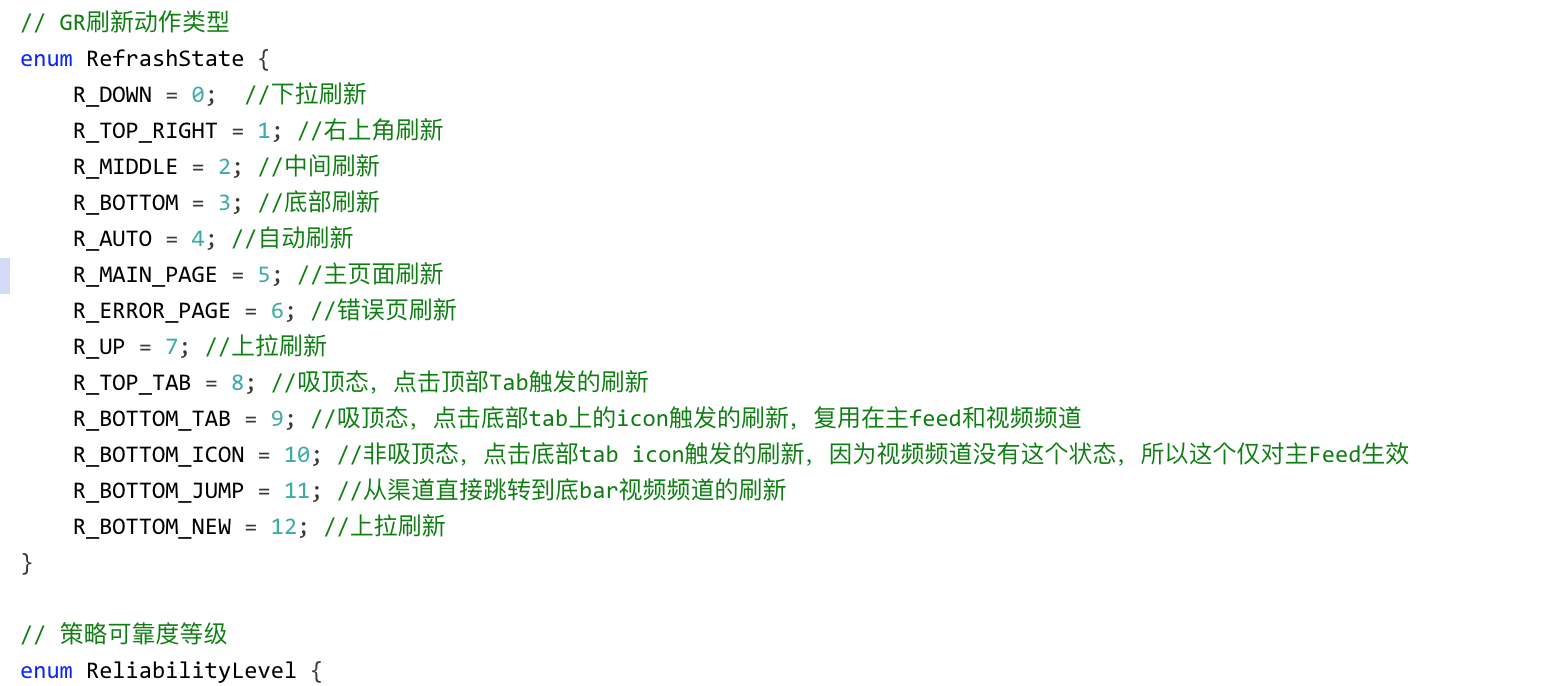 // GR刷新动作类型
enum RefrashState {
    R_DOWN = 0;  //下拉刷新
    R_TOP_RIGHT = 1; //右上角刷新
    R_MIDDLE = 2; //中间刷新
    R_BOTTOM = 3; //底部刷新
    R_AUTO = 4; //自动刷新
    R_MAIN_PAGE = 5; //主页面刷新
    R_ERROR_PAGE = 6; //错误页刷新
    R_UP = 7; //上拉刷新
    R_TOP_TAB = 8; //吸顶态，点击顶部Tab触发的刷新
    R_BOTTOM_TAB = 9; //吸顶态，点击底部tab上的icon触发的刷新，复用在主feed和视频频道
    R_BOTTOM_ICON = 10; //非吸顶态，点击底部tab icon触发的刷新，因为视频频道没有这个状态，所以这个仅对主Feed生效
    R_BOTTOM_JUMP = 11; //从渠道直接跳转到底bar视频频道的刷新
    R_BOTTOM_NEW = 12; //上拉刷新
}
// 策略可靠度等级
enum ReliabilityLevel {